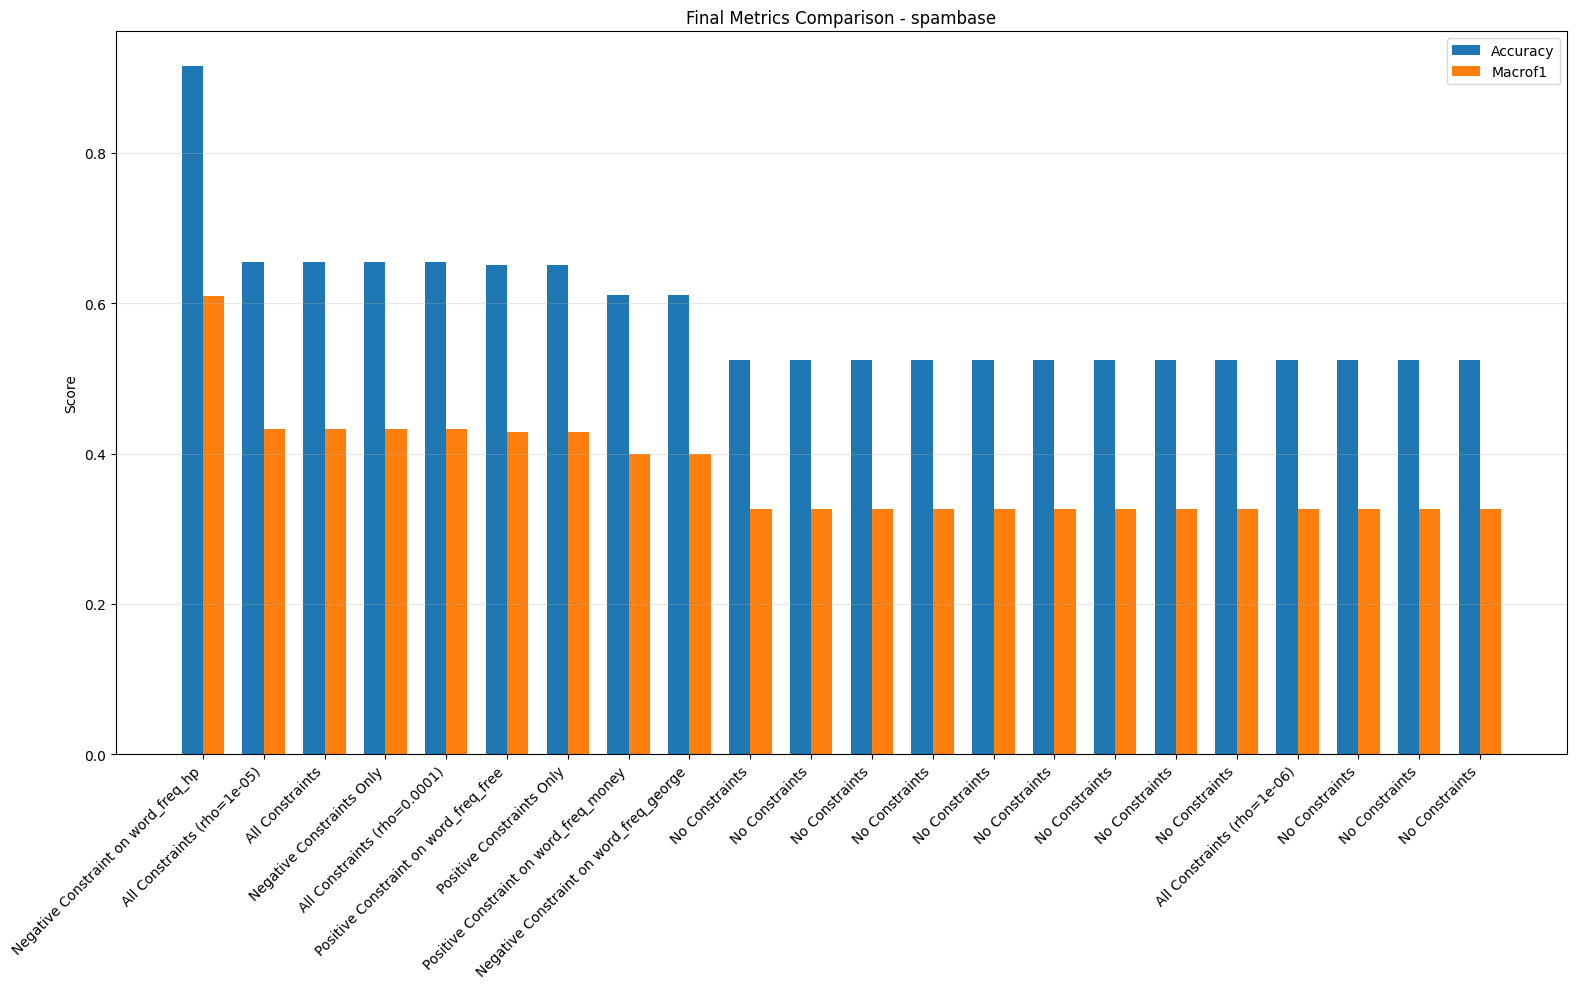 Final Metrics Comparison - spambase
Accuracy
Macrof1
Score
0.8
0.6
0.4
0.2
0.0
Negative Constraint on word_freq_hp
All Constraints (rho=1e-05)
All Constraints
Negative Constraints Only
All Constraints (rho=0.0001)
Positive Constraint on word_freq_free
Positive Constraints Only
Positive Constraint on word_freq_money
Negative Constraint on word_freq_george
No Constraints
No Constraints
No Constraints
No Constraints
No Constraints
No Constraints
No Constraints
No Constraints
No Constraints
All Constraints (rho=1e-06)
No Constraints
No Constraints
No Constraints